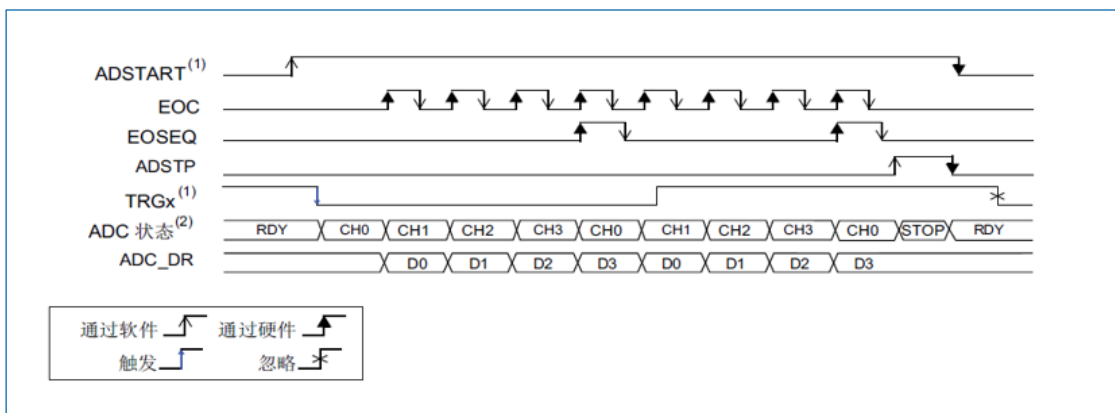 ADSTART(1)
EOC
EOSEQ
ADSTP
TRGx(1)
ADC 状态(2) RDY CH0 CH1 CH2 CH3 CH0 CH1 CH2 CH3 CH0 STOP RDY
ADC_DR D0 D1 D2 D3 D0 D1 D2 D3
通过软件 通过硬件
触发 忽略